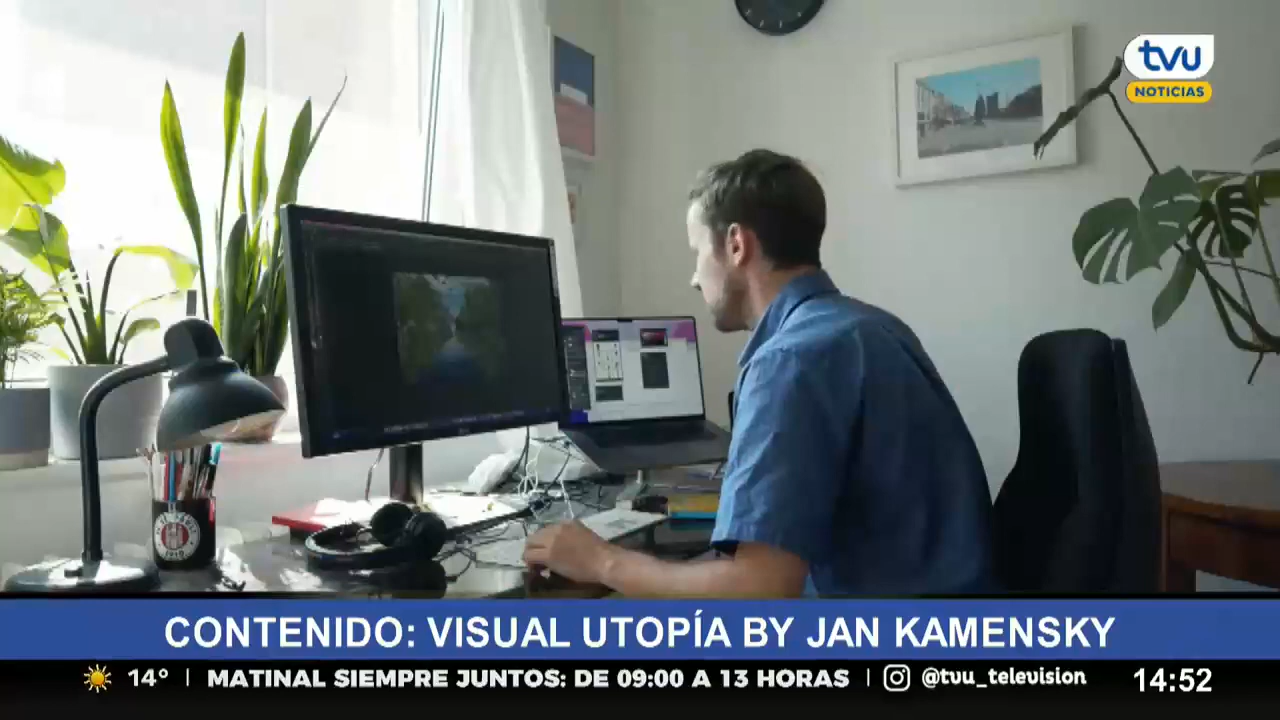 tvu
NOTICIAS
CONTENIDO: VISUAL UTOPÍA BY JAN KAMENSKY
14° | MATINAL SIEMPRE JUNTOS: DE 09:00 A 13 HORAS | @tvu_television 14:52